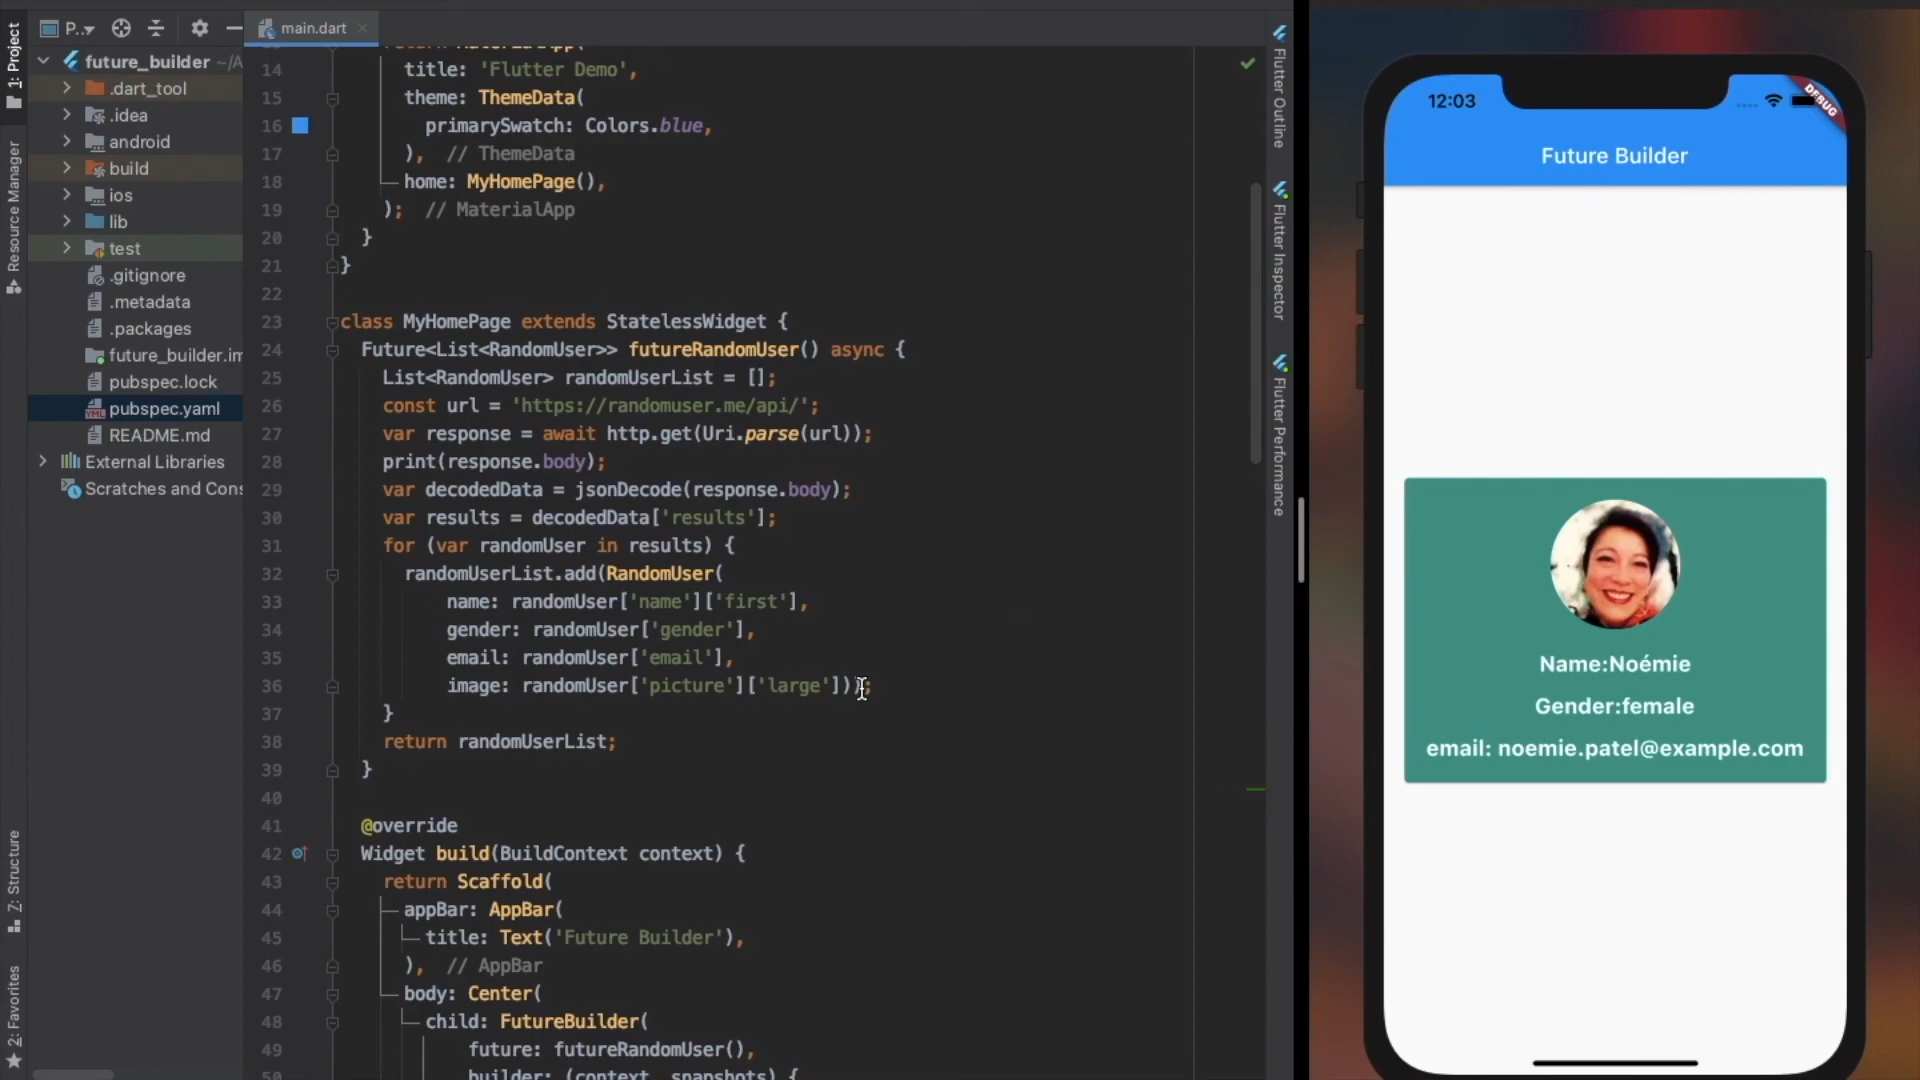 1: Project
Resource Manager
Z: Structure
2: Favorites
P..
future_builder ~/A
.dart_tool
.idea
android
build
ios
lib
test
.gitignore
.metadata
.packages
future_builder.im
pubspec.lock
pubspec.yaml
README.md
External Libraries
Scratches and Cons
main.dart
14 title: 'Flutter Demo',
15 theme: ThemeData(
16 primarySwatch: Colors.blue,
17 ), // ThemeData
18 home: MyHomePage(),
19 ); // MaterialApp
20 }
21 }
22
23 class MyHomePage extends StatelessWidget {
24 Future<List<RandomUser>> futureRandomUser() async {
25 List<RandomUser> randomUserList = [];
26 const url = 'https://randomuser.me/api/';
27 var response = await http.get(Uri.parse(url));
28 print(response.body);
29 var decodedData = jsonDecode(response.body);
30 var results = decodedData['results'];
31 for (var randomUser in results) {
32 randomUserList.add(RandomUser(
33 name: randomUser['name']['first'],
34 gender: randomUser['gender'],
35 email: randomUser['email'],
36 image: randomUser['picture']['large']));
37 }
38 return randomUserList;
39 }
40
41 @override
42 Widget build(BuildContext context) {
43 return Scaffold(
44 appBar: AppBar(
45 title: Text('Future Builder'),
46 ), // AppBar
47 body: Center(
48 child: FutureBuilder(
49 future: futureRandomUser(),
50 builder: (context, snapshots) {
Flutter Outline
Flutter Inspector
Flutter Performance
12:03
DEBUG
Future Builder
Name:Noémie
Gender:female
email: noemie.patel@example.com